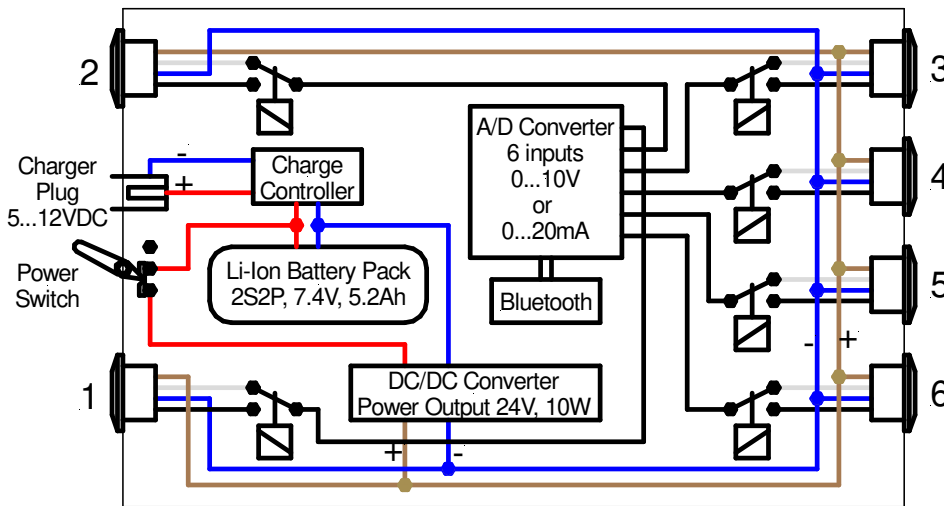 2
3
A/D Converter
6 inputs
0...10V
or
0...20mA
Charger
Plug
5...12VDC
-
+
Charge
Controller
4
Power
Switch
Li-Ion Battery Pack
2S2P, 7.4V, 5.2Ah
Bluetooth
5
- +
1
DC/DC Converter
Power Output 24V, 10W
6
+ -